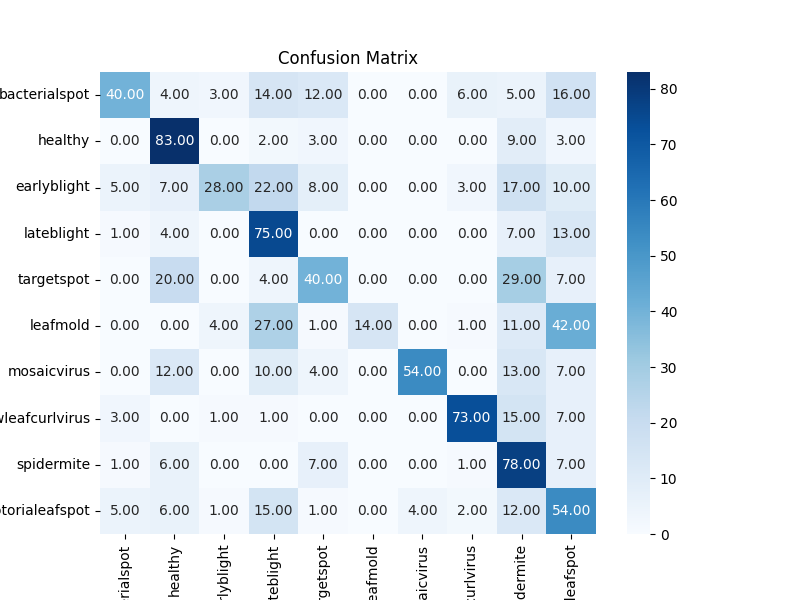 Confusion Matrix
bacterialspot 40.00 4.00 3.00 14.00 12.00 0.00 0.00 6.00 5.00 16.00
healthy 0.00 83.00 0.00 2.00 3.00 0.00 0.00 0.00 9.00 3.00
earlyblight 5.00 7.00 28.00 22.00 8.00 0.00 0.00 3.00 17.00 10.00
lateblight 1.00 4.00 0.00 75.00 0.00 0.00 0.00 0.00 7.00 13.00
targetspot 0.00 20.00 0.00 4.00 40.00 0.00 0.00 0.00 29.00 7.00
leafmold 0.00 0.00 4.00 27.00 1.00 14.00 0.00 1.00 11.00 42.00
mosaicvirus 0.00 12.00 0.00 10.00 4.00 0.00 54.00 0.00 13.00 7.00
wleafcurlvirus 3.00 0.00 1.00 1.00 0.00 0.00 0.00 73.00 15.00 7.00
spidermite 1.00 6.00 0.00 0.00 7.00 0.00 0.00 1.00 78.00 7.00
torialeafspot 5.00 6.00 1.00 15.00 1.00 0.00 4.00 2.00 12.00 54.00
rialspot healthy lyblight teblight rgetspot eafmold aicvirus urlvirus dermite leafspot
80
70
60
50
40
30
20
10
0